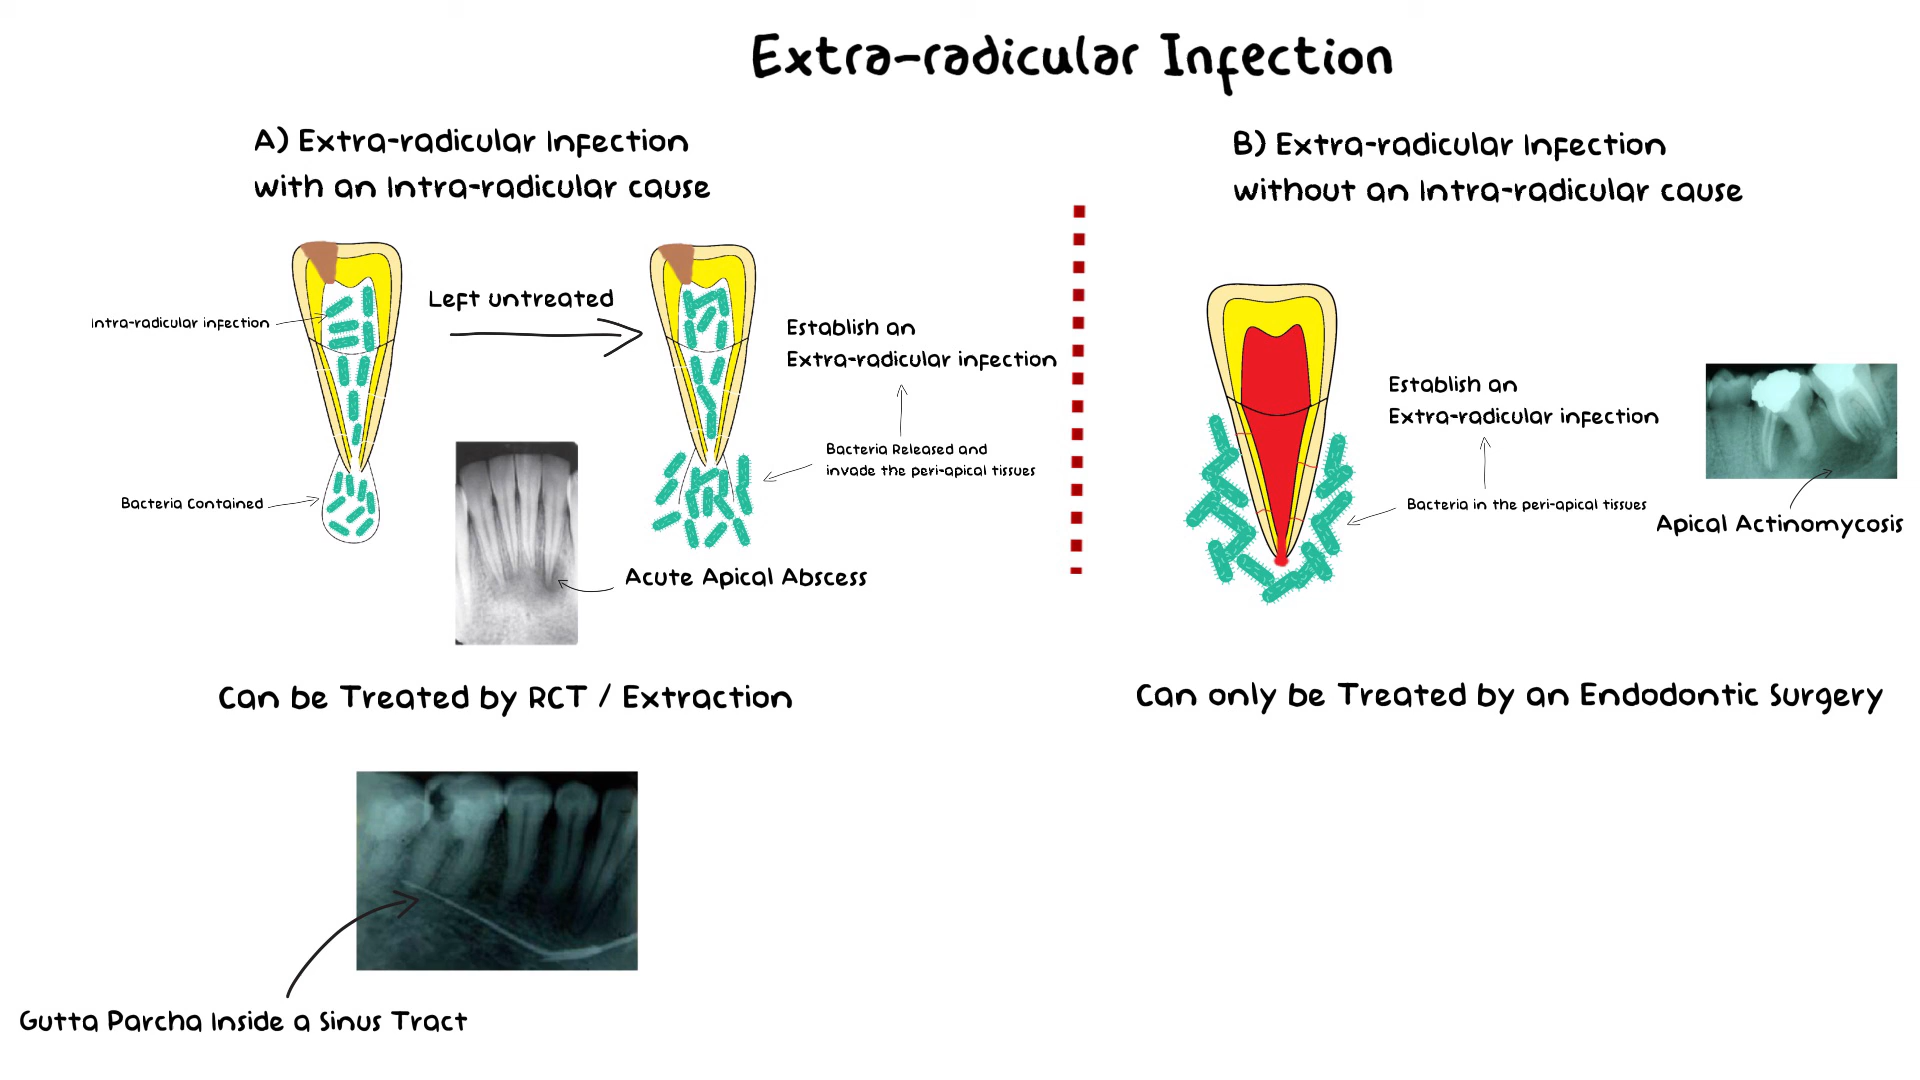 Extra-radicular Infection
A) Extra-radicular Infection
with an Intra-radicular cause
Intra-radicular infection
Left untreated
Establish an
Extra-radicular infection
Bacteria Released and
invade the peri-apical tissues
Bacteria Contained
Acute Apical Abscess
Can be Treated by RCT / Extraction
Gutta Parcha Inside a Sinus Tract
B) Extra-radicular Infection
without an Intra-radicular cause
Establish an
Extra-radicular infection
Bacteria in the peri-apical tissues
Apical Actinomycosis
Can only be Treated by an Endodontic Surgery